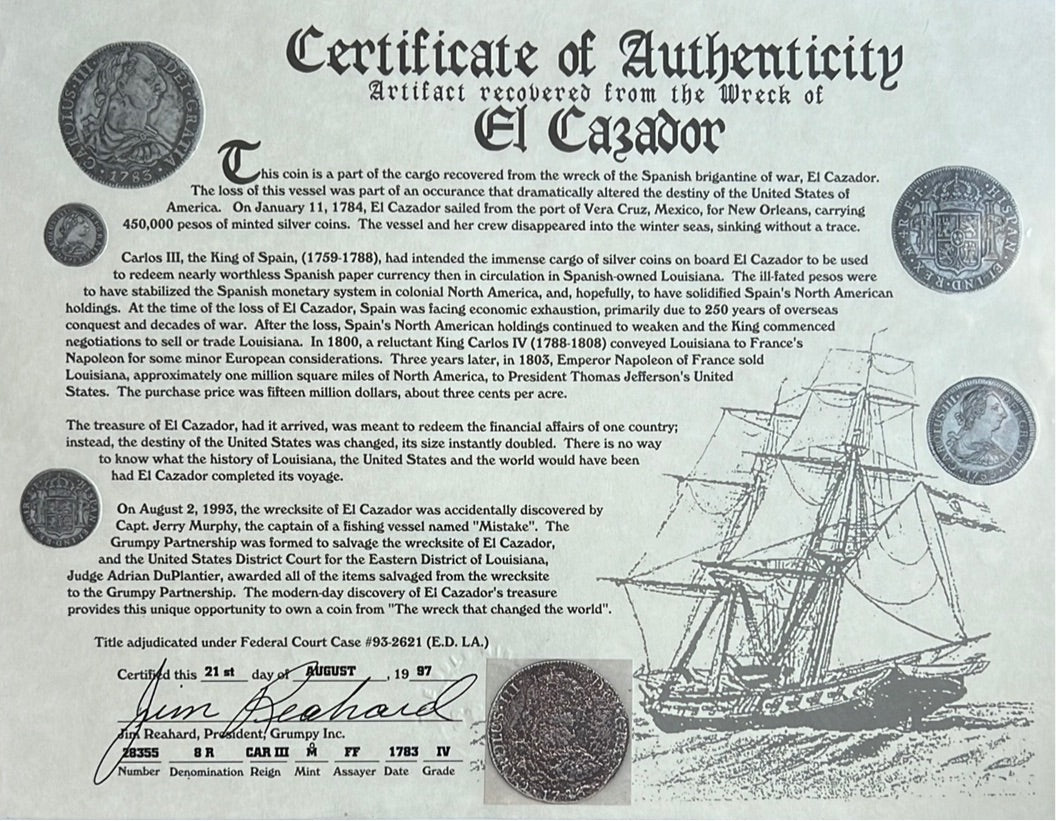 Certificate of Authenticity
Artifact recovered from the Wreck of
El Cazador
This coin is a part of the cargo recovered from the wreck of the Spanish brigantine of war, El Cazador.
The loss of this vessel was part of an occurance that dramatically altered the destiny of the United States of
America. On January 11, 1784, El Cazador sailed from the port of Vera Cruz, Mexico, for New Orleans, carrying
450,000 pesos of minted silver coins. The vessel and her crew disappeared into the winter seas, sinking without a trace.
Carlos III, the King of Spain, (1759-1788), had intended the immense cargo of silver coins on board El Cazador to be used
to redeem nearly worthless Spanish paper currency then in circulation in Spanish-owned Louisiana. The ill-fated pesos were
to have stabilized the Spanish monetary system in colonial North America, and, hopefully, to have solidified Spain's North American
holdings. At the time of the loss of El Cazador, Spain was facing economic exhaustion, primarily due to 250 years of overseas
conquest and decades of war. After the loss, Spain's North American holdings continued to weaken and the King commenced
negotiations to sell or trade Louisiana. In 1800, a reluctant King Carlos IV (1788-1808) conveyed Louisiana to France's
Napoleon for some minor European considerations. Three years later, in 1803, Emperor Napoleon of France sold
Louisiana, approximately one million square miles of North America, to President Thomas Jefferson's United
States. The purchase price was fifteen million dollars, about three cents per acre.
The treasure of El Cazador, had it arrived, was meant to redeem the financial affairs of one country;
instead, the destiny of the United States was changed, its size instantly doubled. There is no way
to know what the history of Louisiana, the United States and the world would have been
had El Cazador completed its voyage.
On August 2, 1993, the wrecksite of El Cazador was accidentally discovered by
Capt. Jerry Murphy, the captain of a fishing vessel named "Mistake". The
Grumpy Partnership was formed to salvage the wrecksite of El Cazador,
and the United States District Court for the Eastern District of Louisiana,
Judge Adrian DuPlantier, awarded all of the items salvaged from the wrecksite
to the Grumpy Partnership. The modern-day discovery of El Cazador's treasure
provides this unique opportunity to own a coin from "The wreck that changed the world".
Title adjudicated under Federal Court Case #93-2621 (E.D. LA.)
Certified this 21 st day of AUGUST, 19 97
Jim Reahard
Jim Reahard, President, Grumpy Inc.
28355 8 R CAR III M̊ FF 1783 IV
Number Denomination Reign Mint Assayer Date Grade
CAROLUS·III· DEI·GRATIA
·1783·